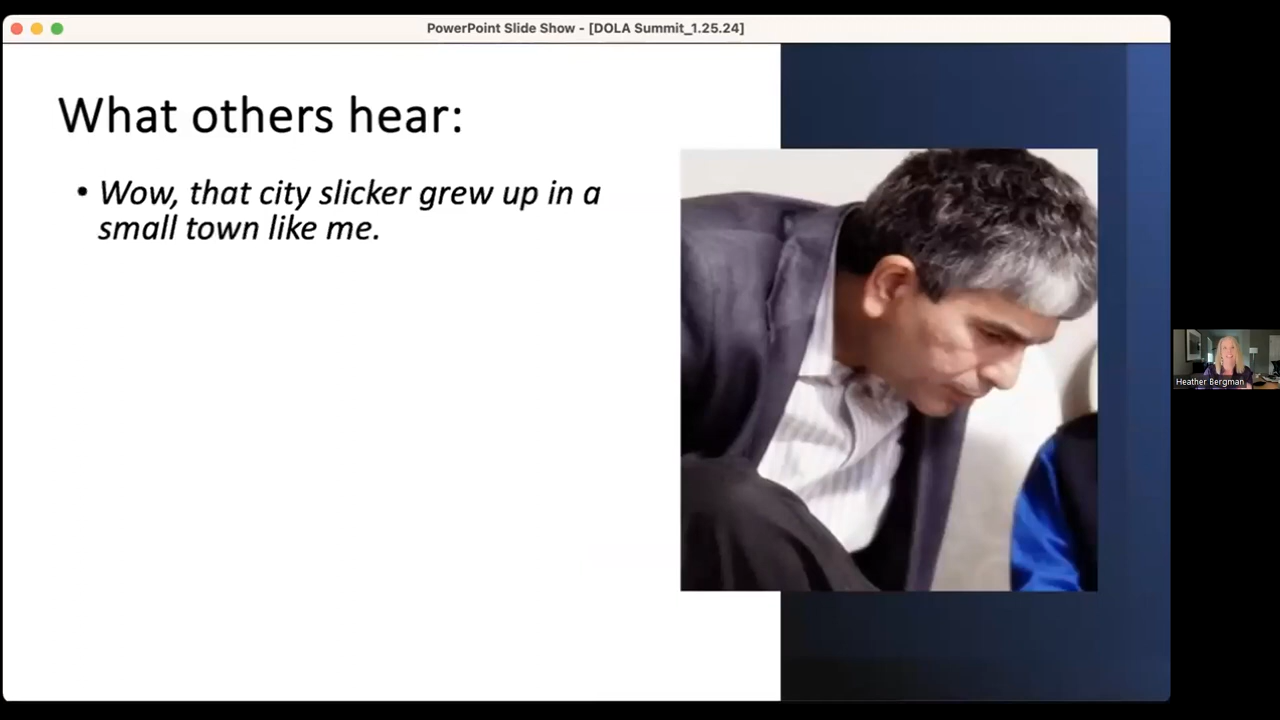 PowerPoint Slide Show - [DOLA Summit_1.25.24]
What others hear:
• Wow, that city slicker grew up in a
small town like me.
Heather Bergman